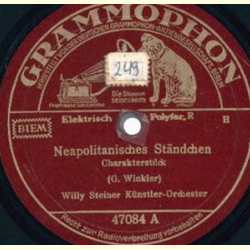 GRAMMOPHON
249
Die Stimme
seines Herrn
BIEM
Elektrisch Polyfar, R
H
Neapolitanisches Ständchen
Charakterstück
(G. Winkler)
Willy Steiner Künstler-Orchester
47084 A
Recht zur Radioverbreitung vorbehalten